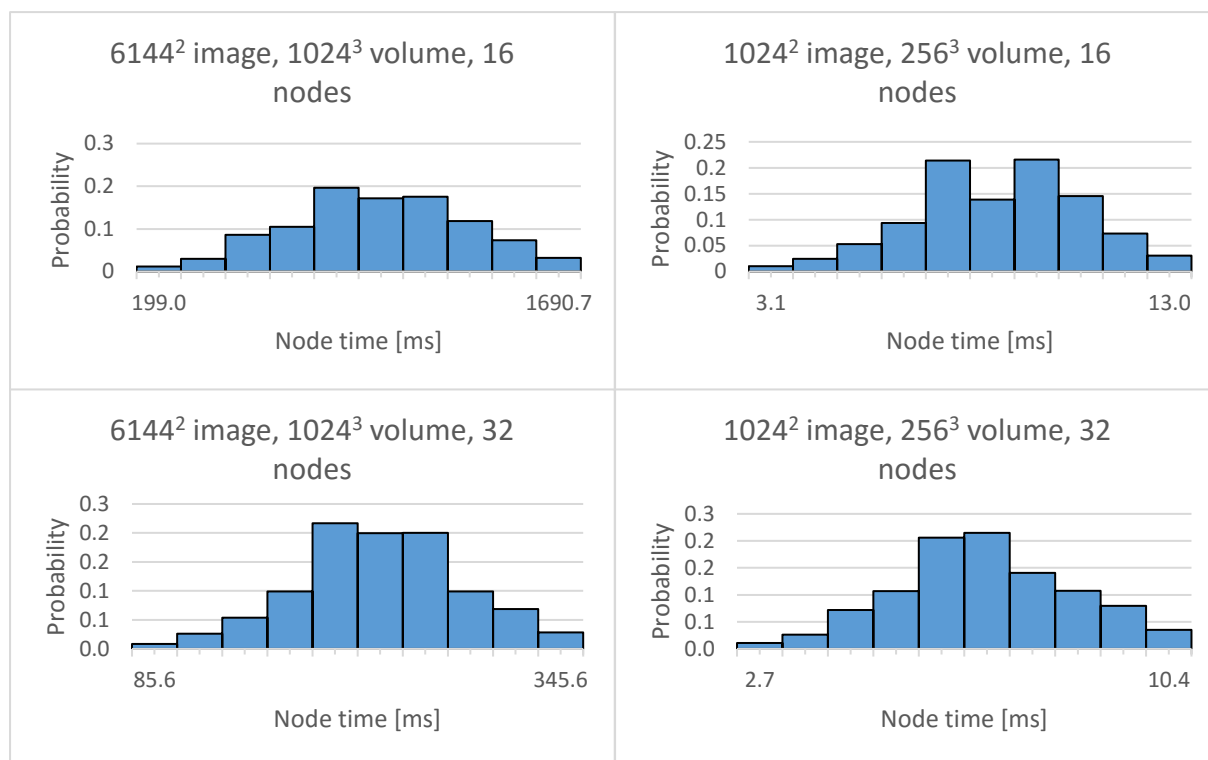 6144² image, 1024³ volume, 16
nodes
Probability
0.3
0.2
0.1
0
199.0
1690.7
Node time [ms]
1024² image, 256³ volume, 16
nodes
Probability
0.25
0.2
0.15
0.1
0.05
0
3.1
13.0
Node time [ms]
6144² image, 1024³ volume, 32
nodes
Probability
0.3
0.2
0.2
0.1
0.1
0.0
85.6
345.6
Node time [ms]
1024² image, 256³ volume, 32
nodes
Probability
0.3
0.2
0.2
0.1
0.1
0.0
2.7
10.4
Node time [ms]